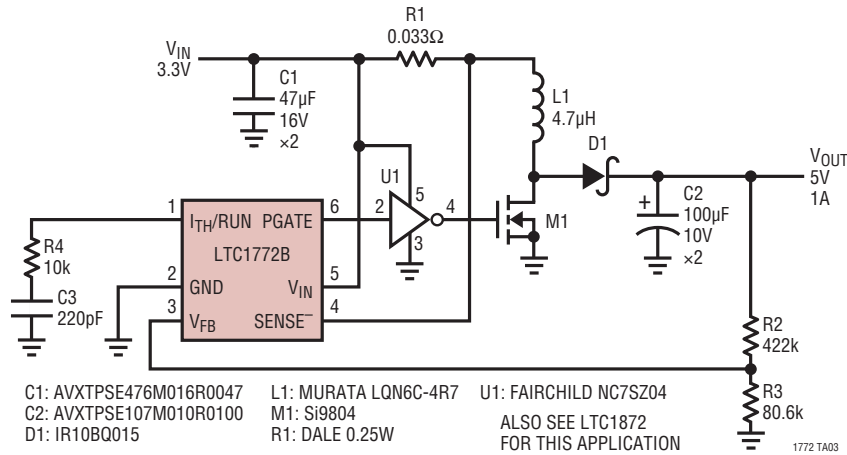 R1
0.033Ω
VIN
3.3V
C1
47µF
16V
×2
L1
4.7µH
D1
VOUT
5V
1A
U1
5
2
4
3
M1
+
C2
100µF
10V
×2
1
ITH/RUN
PGATE
6
LTC1772B
R4
10k
2
GND
VIN
5
3
VFB
SENSE–
4
C3
220pF
R2
422k
R3
80.6k
C1: AVXTPSE476M016R0047
C2: AVXTPSE107M010R0100
D1: IR10BQ015
L1: MURATA LQN6C-4R7
M1: Si9804
R1: DALE 0.25W
U1: FAIRCHILD NC7SZ04
ALSO SEE LTC1872
FOR THIS APPLICATION
1772 TA03